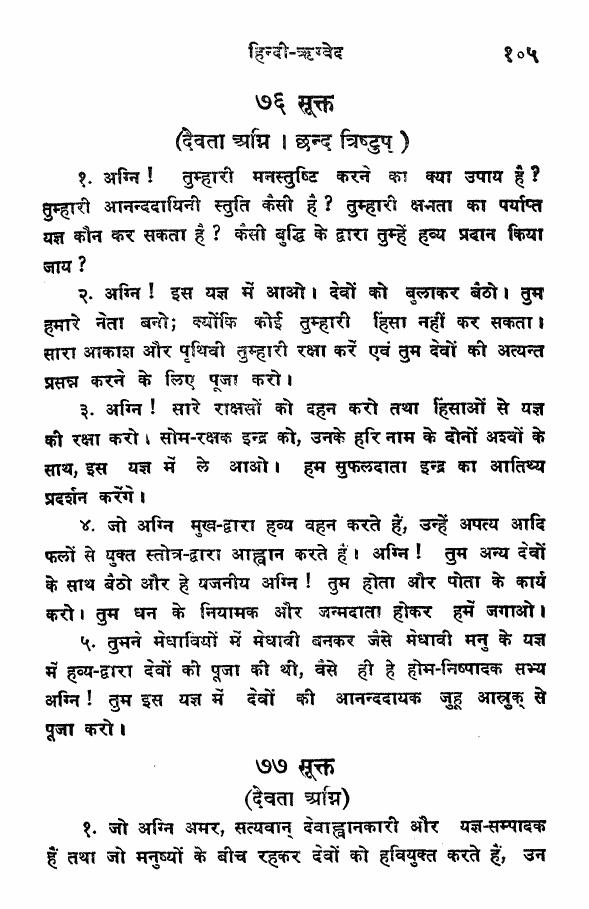 हिन्दी-ऋग्वेद १०५
७६ सूक्त
(देवता अग्नि । छन्द त्रिष्टुप् )
१. अग्नि ! तुम्हारी मनस्तुष्टि करने का क्या उपाय है ?
तुम्हारी आनन्ददायिनी स्तुति कैसी है ? तुम्हारी क्षमता का पर्याप्त
यज्ञ कौन कर सकता है ? कैसी बुद्धि के द्वारा तुम्हें हव्य प्रदान किया
जाय ?
२. अग्नि ! इस यज्ञ में आओ । देवों को बुलाकर बैठो । तुम
हमारे नेता बनो; क्योंकि कोई तुम्हारी हिंसा नहीं कर सकता ।
सारा आकाश और पृथिवी तुम्हारी रक्षा करें एवं तुम देवों की अत्यन्त
प्रसन्न करने के लिए पूजा करो ।
३. अग्नि ! सारे राक्षसों को दहन करो तथा हिंसाओं से यज्ञ
की रक्षा करो । सोम-रक्षक इन्द्र को, उनके हरि नाम के दोनों अश्वों के
साथ, इस यज्ञ में ले आओ । हम सुफलदाता इन्द्र का आतिथ्य
प्रदर्शन करेंगे ।
४. जो अग्नि मुख-द्वारा हव्य वहन करते हैं, उन्हें अपत्य आदि
फलों से युक्त स्तोत्र-द्वारा आह्वान करते हैं । अग्नि ! तुम अन्य देवों
के साथ बैठो और हे यजनीय अग्नि ! तुम होता और पोता के कार्य
करो । तुम धन के नियामक और जन्मदाता होकर हमें जगाओ ।
५. तुमने मेधावियों में मेधावी बनकर जैसे मेधावी मनु के यज्ञ
में हव्य-द्वारा देवों की पूजा की थी, वैसे ही हे होम-निष्पादक सभ्य
अग्नि ! तुम इस यज्ञ में देवों की आनन्ददायक जुहू आस्रुक् से
पूजा करो ।
७७ सूक्त
(देवता अग्नि)
१. जो अग्नि अमर, सत्यवान् देवाह्वानकारी और यज्ञ-सम्पादक
हैं तथा जो मनुष्यों के बीच रहकर देवों को हवियुक्त करते हैं, उन